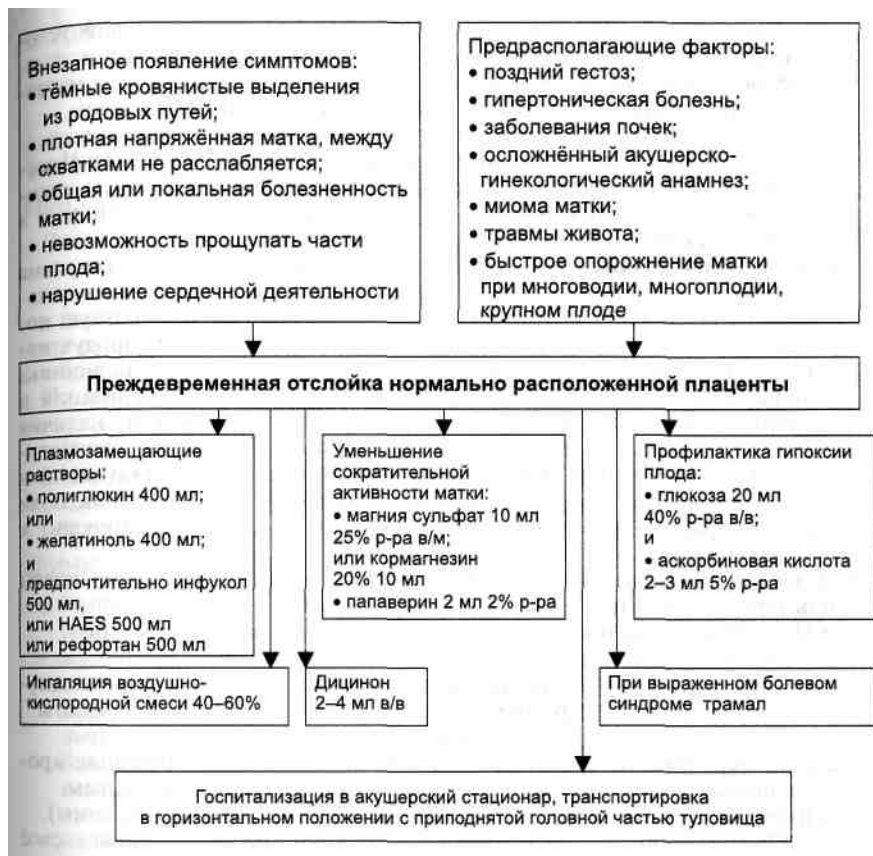 Внезапное появление симптомов:
• тёмные кровянистые выделения
из родовых путей;
• плотная напряжённая матка, между
схватками не расслабляется;
• общая или локальная болезненность
матки;
• невозможность прощупать части
плода;
• нарушение сердечной деятельности
Предрасполагающие факторы:
• поздний гестоз;
• гипертоническая болезнь;
• заболевания почек;
• осложнённый акушерско-
гинекологический анамнез;
• миома матки;
• травмы живота;
• быстрое опорожнение матки
при многоводии, многоплодии,
крупном плоде
Преждевременная отслойка нормально расположенной плаценты
Плазмозамещающие
растворы:
• полиглюкин 400 мл;
или
• желатиноль 400 мл;
и
предпочтительно инфукол
500 мл,
или HAES 500 мл
или рефортан 500 мл
Уменьшение
сократительной
активности матки:
• магния сульфат 10 мл
25% р-ра в/м;
или кормагнезин
20% 10 мл
• папаверин 2 мл 2% р-ра
Профилактика гипоксии
плода:
• глюкоза 20 мл
40% р-ра в/в;
и
• аскорбиновая кислота
2–3 мл 5% р-ра
Ингаляция воздушно-
кислородной смеси 40–60%
Дицинон
2–4 мл в/в
При выраженном болевом
синдроме трамал
Госпитализация в акушерский стационар, транспортировка
в горизонтальном положении с приподнятой головной частью туловища